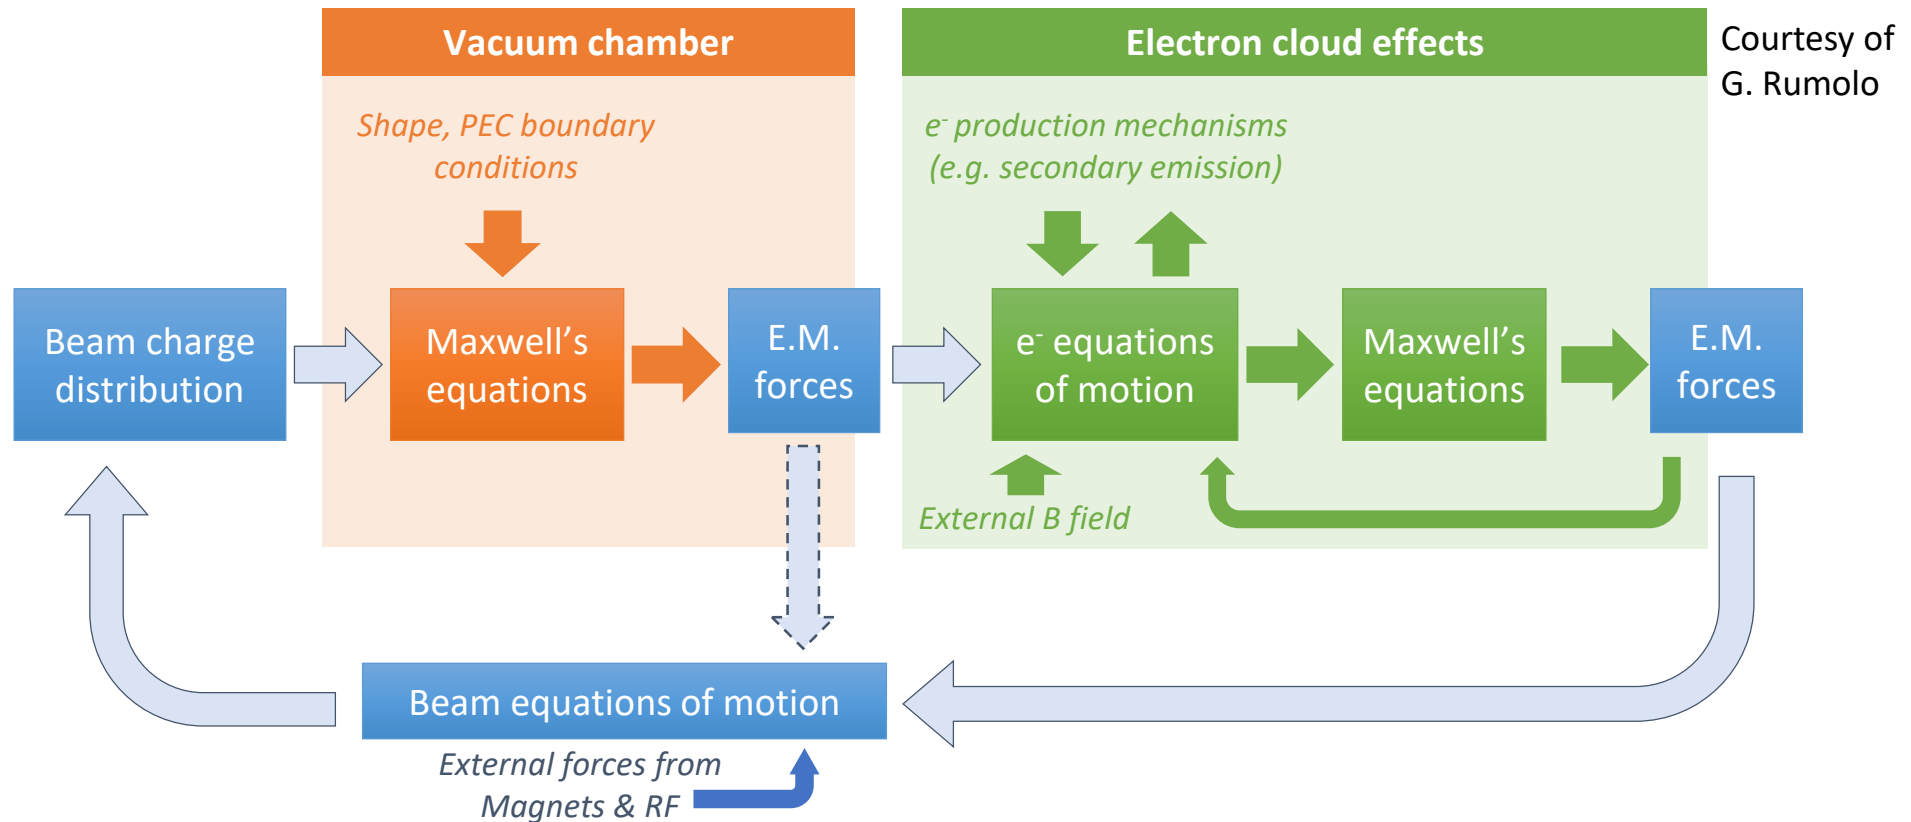 Vacuum chamber
Electron cloud effects
Courtesy of
G. Rumolo
Shape, PEC boundary
conditions
e⁻ production mechanisms
(e.g. secondary emission)
Beam charge
distribution
Maxwell’s
equations
E.M.
forces
e⁻ equations
of motion
Maxwell’s
equations
E.M.
forces
External B field
Beam equations of motion
External forces from
Magnets & RF